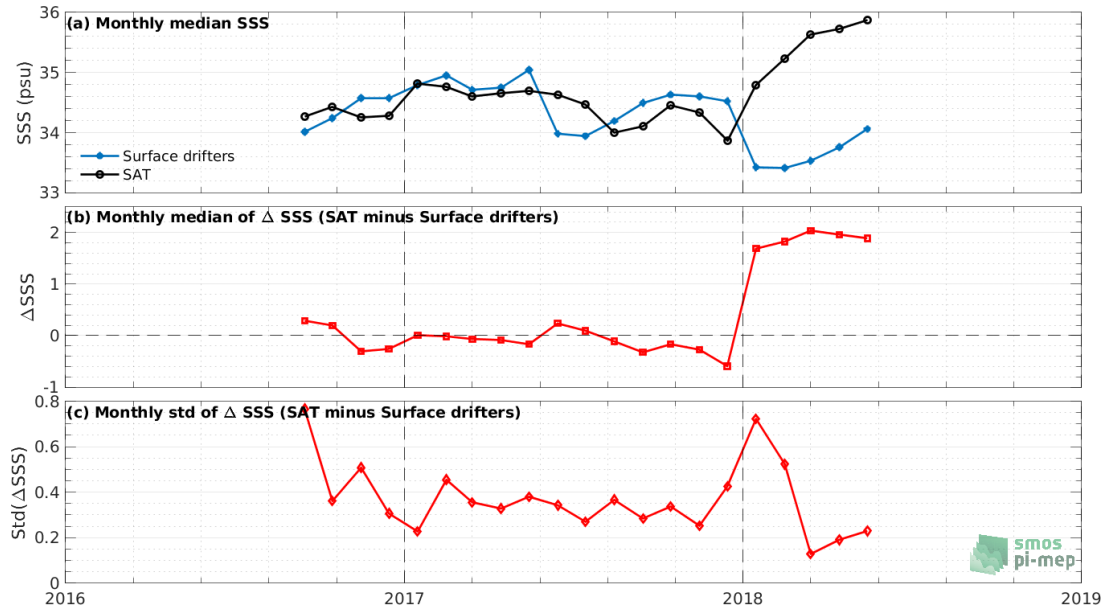 (a) Monthly median SSS
36
35
34
33
SSS (psu)
Surface drifters
SAT
(b) Monthly median of Δ SSS (SAT minus Surface drifters)
2
1
0
-1
ΔSSS
(c) Monthly std of Δ SSS (SAT minus Surface drifters)
0.8
0.6
0.4
0.2
0
Std(ΔSSS)
smos
pi-mep
2016 2017 2018 2019